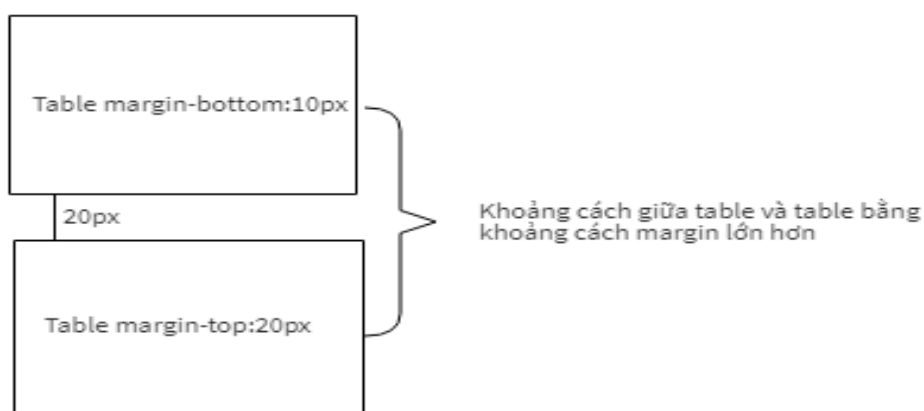 Table margin-bottom:10px
20px
Khoảng cách giữa table và table bằng
khoảng cách margin lớn hơn
Table margin-top:20px